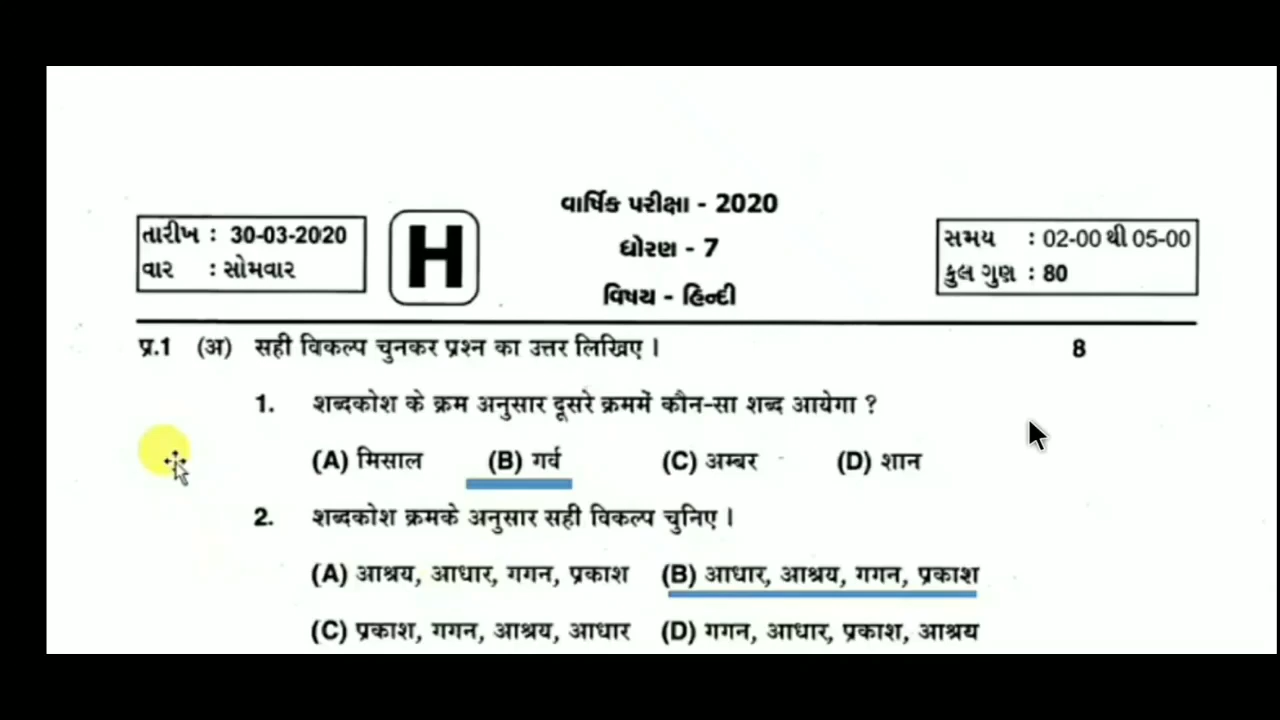 વાર્ષિક પરીક્ષા - 2020
તારીખ : 30-03-2020
વાર : સોમવાર
H
ધોરણ - 7
વિષય - હિન્દી
સમય : 02-00 થી 05-00
કુલ ગુણ : 80
प्र.1 (अ) सही विकल्प चुनकर प्रश्न का उत्तर लिखिए । 8
1. शब्दकोश के क्रम अनुसार दूसरे क्रममें कौन-सा शब्द आयेगा ?
(A) मिसाल (B) गर्व (C) अम्बर (D) शान
2. शब्दकोश क्रमके अनुसार सही विकल्प चुनिए ।
(A) आश्रय, आधार, गगन, प्रकाश (B) आधार, आश्रय, गगन, प्रकाश
(C) प्रकाश, गगन, आश्रय, आधार (D) गगन, आधार, प्रकाश, आश्रय